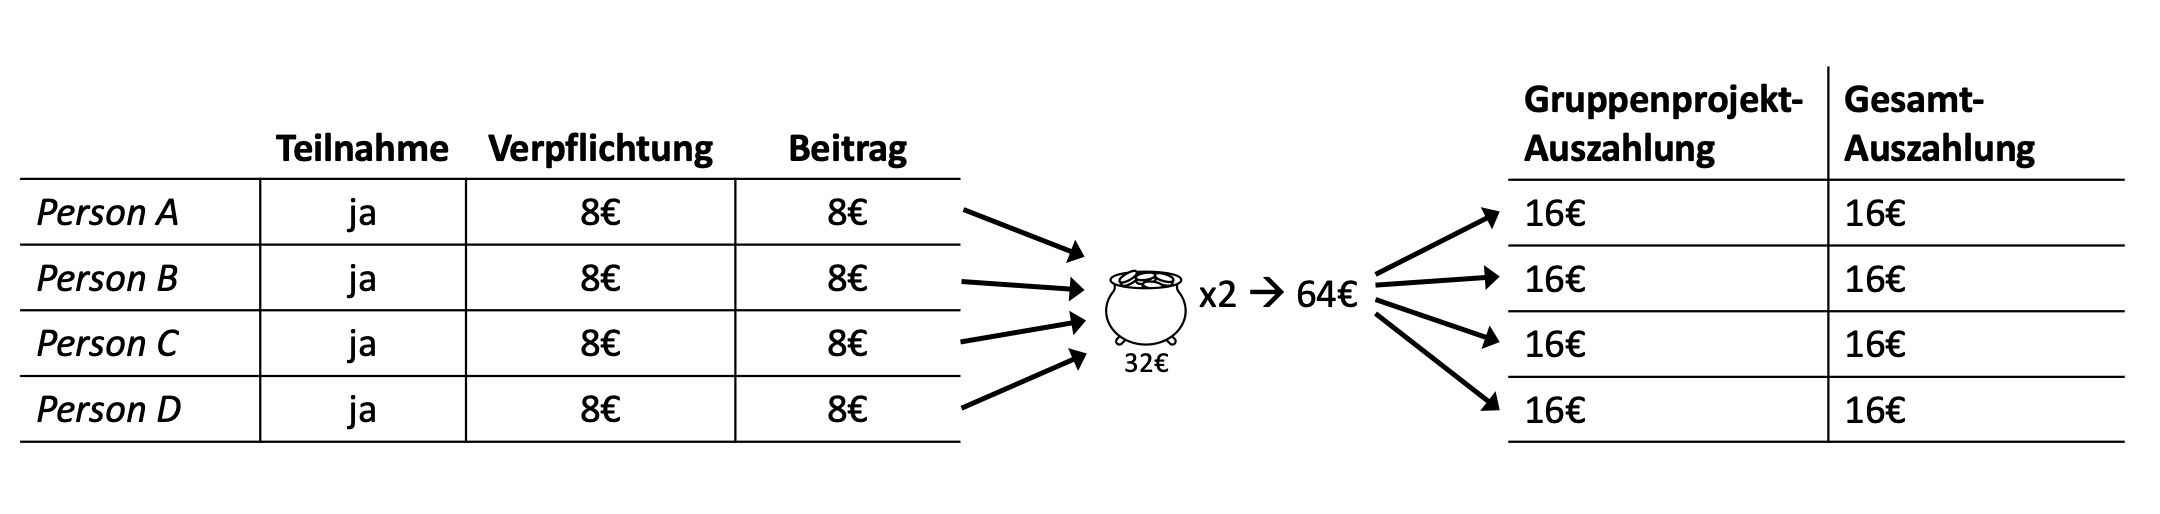 Teilnahme Verpflichtung Beitrag Gruppenprojekt-Auszahlung Gesamt-Auszahlung
Person A ja 8€ 8€ 16€ 16€
Person B ja 8€ 8€ 16€ 16€
x2 → 64€
Person C ja 8€ 8€ 16€ 16€
32€
Person D ja 8€ 8€ 16€ 16€